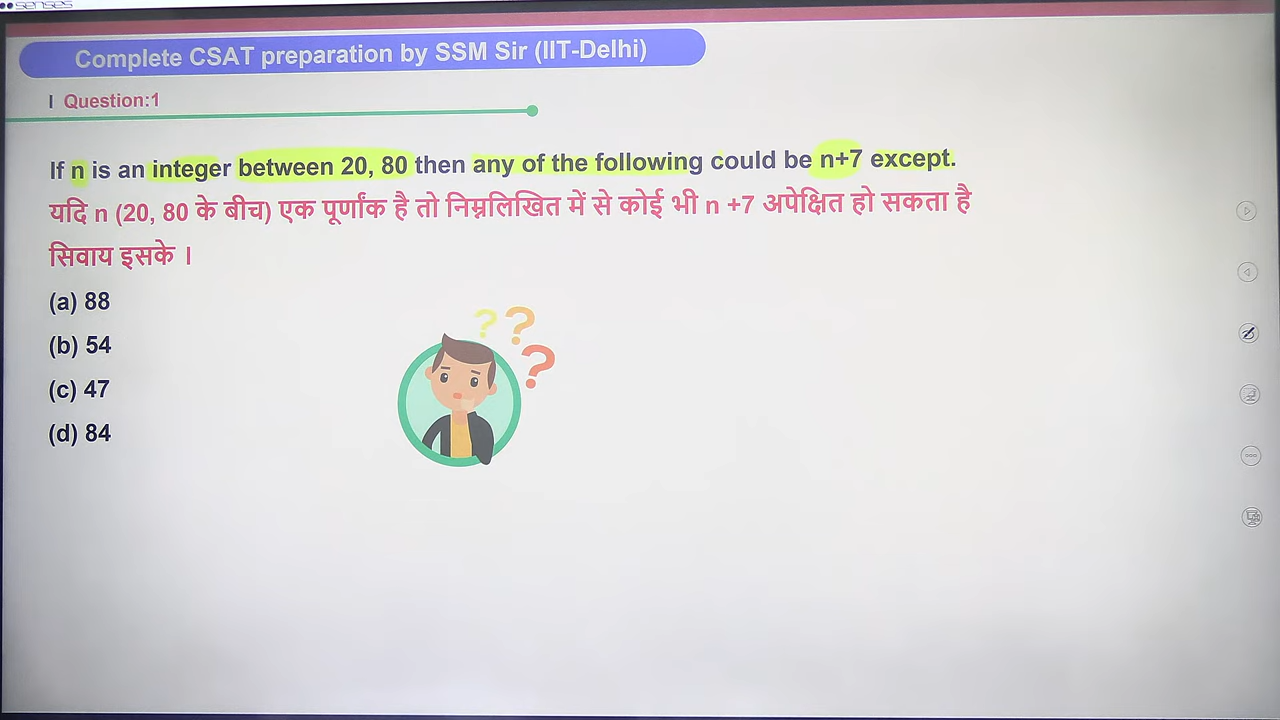 senses
Complete CSAT preparation by SSM Sir (IIT-Delhi)
I Question:1
If n is an integer between 20, 80 then any of the following could be n+7 except.
यदि n (20, 80 के बीच) एक पूर्णांक है तो निम्नलिखित में से कोई भी n +7 अपेक्षित हो सकता है
सिवाय इसके ।
(a) 88
(b) 54
(c) 47
(d) 84
? ? ?